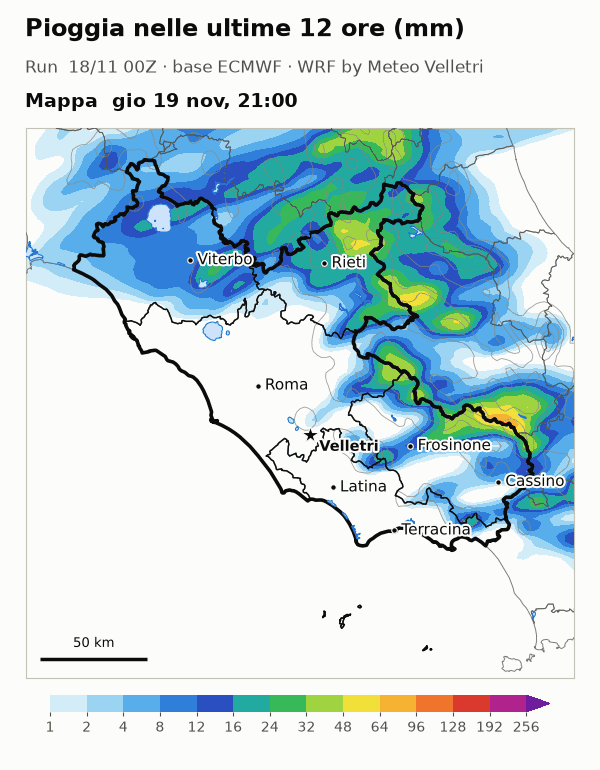 Pioggia nelle ultime 12 ore (mm)
Run  18/11 00Z · base ECMWF · WRF by Meteo Velletri
Mappa  gio 19 nov, 21:00
Viterbo
Rieti
Roma
Velletri
Frosinone
Cassino
Latina
Terracina
50 km
1 2 4 8 12 16 24 32 48 64 96 128 192 256